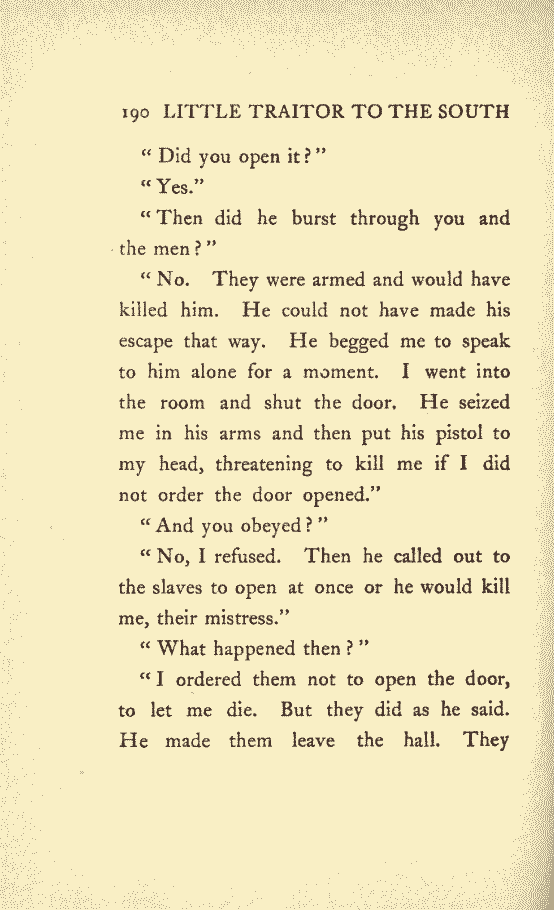 190 LITTLE TRAITOR TO THE SOUTH
“ Did you open it ? ”
“ Yes.”
“ Then did he burst through you and
the men ? ”
“ No. They were armed and would have
killed him. He could not have made his
escape that way. He begged me to speak
to him alone for a moment. I went into
the room and shut the door. He seized
me in his arms and then put his pistol to
my head, threatening to kill me if I did
not order the door opened.”
“ And you obeyed ? ”
“ No, I refused. Then he called out to
the slaves to open at once or he would kill
me, their mistress.”
“ What happened then ? ”
“ I ordered them not to open the door,
to let me die. But they did as he said.
He made them leave the hall. They